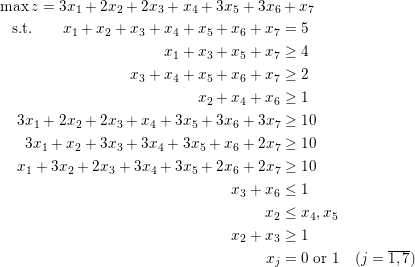 max z = 3x₁ + 2x₂ + 2x₃ + x₄ + 3x₅ + 3x₆ + x₇
s.t. x₁ + x₂ + x₃ + x₄ + x₅ + x₆ + x₇ = 5
x₁ + x₃ + x₅ + x₇ ≥ 4
x₃ + x₄ + x₅ + x₆ + x₇ ≥ 2
x₂ + x₄ + x₆ ≥ 1
3x₁ + 2x₂ + 2x₃ + x₄ + 3x₅ + 3x₆ + 3x₇ ≥ 10
3x₁ + x₂ + 3x₃ + 3x₄ + 3x₅ + x₆ + 2x₇ ≥ 10
x₁ + 3x₂ + 2x₃ + 3x₄ + 3x₅ + 2x₆ + 2x₇ ≥ 10
x₃ + x₆ ≤ 1
x₂ ≤ x₄, x₅
x₂ + x₃ ≥ 1
xⱼ = 0 or 1 (j = 1̅,̅7̅)